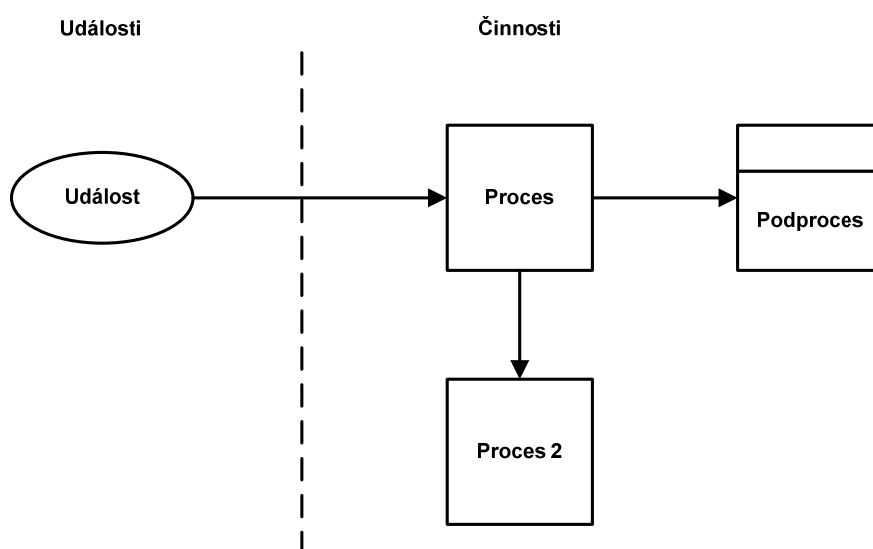 Události
Činnosti
Událost
Proces
Podproces
Proces 2